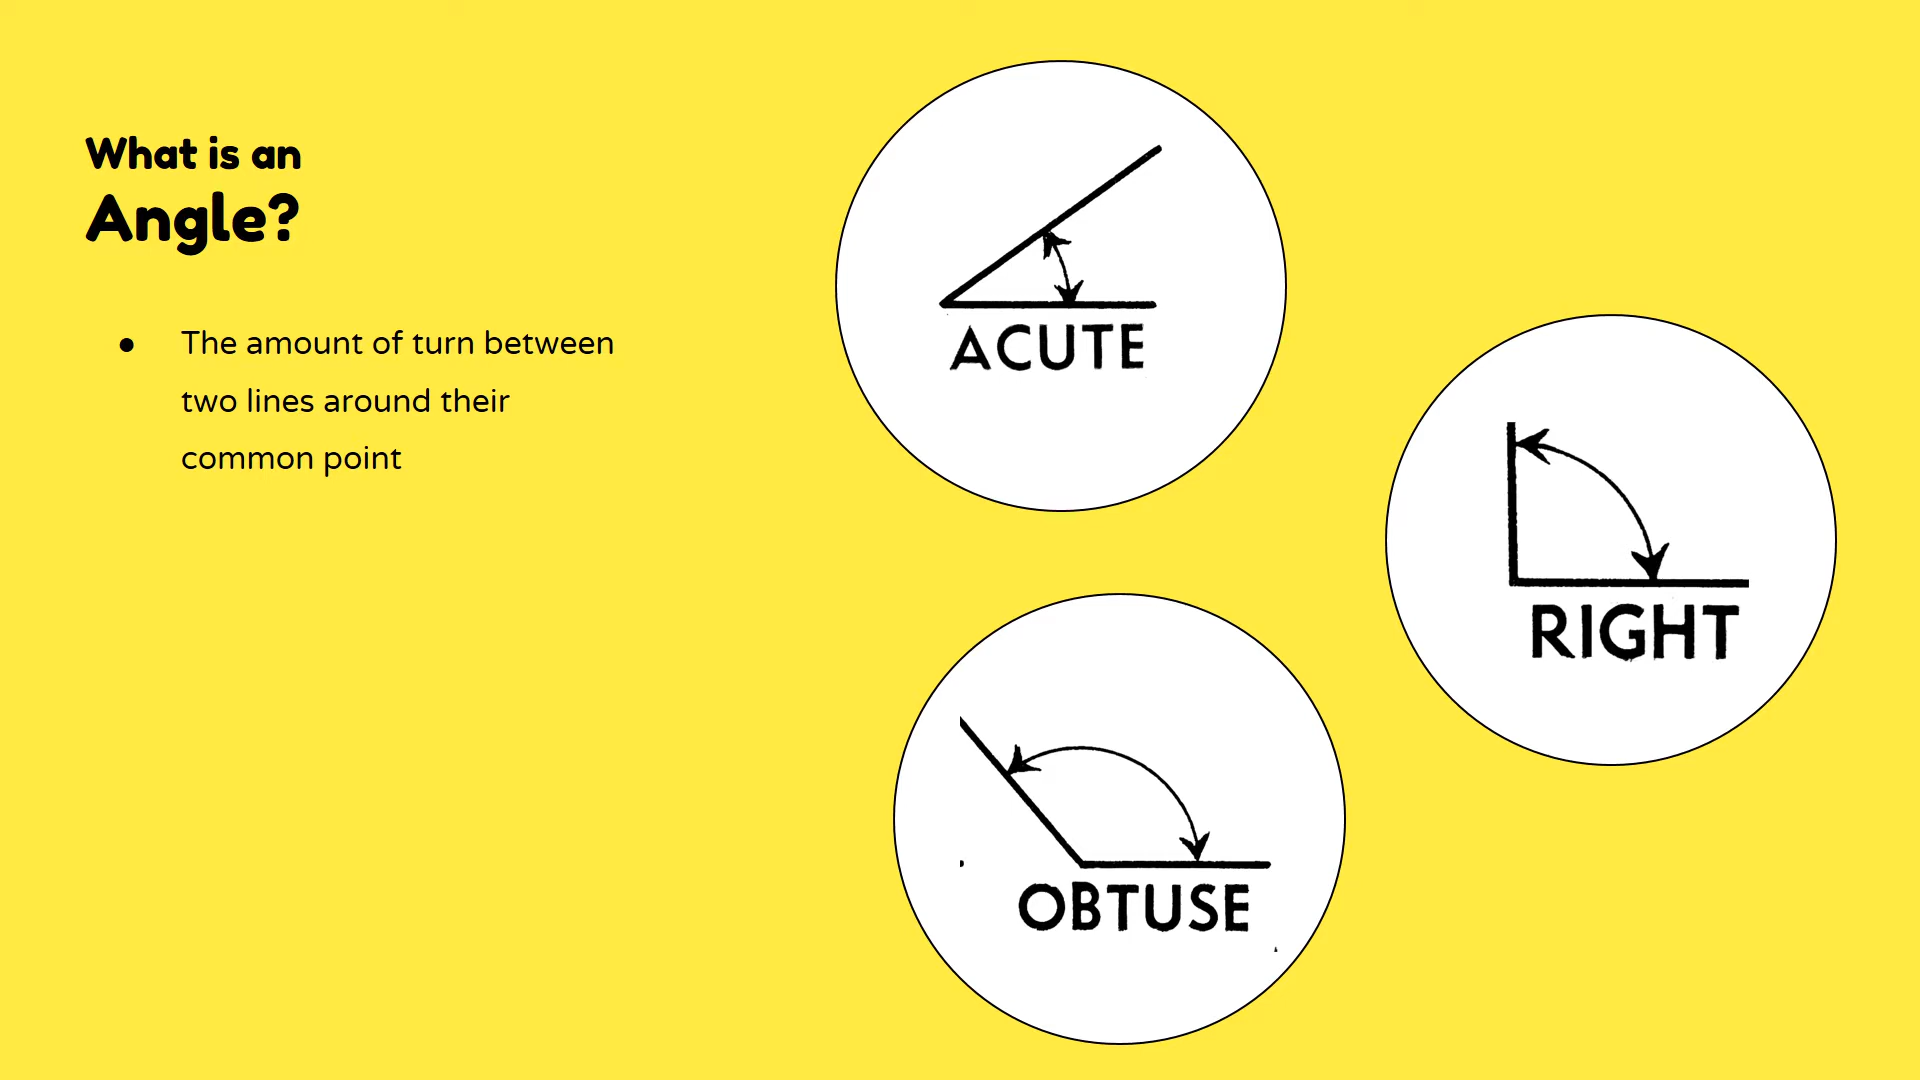 What is an
Angle?
● The amount of turn between
two lines around their
common point
ACUTE
RIGHT
OBTUSE